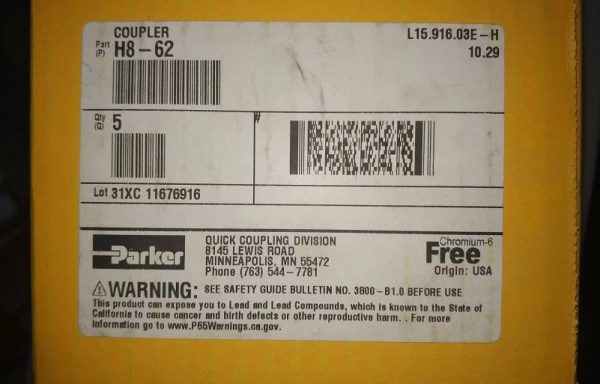 COUPLER
L15.916.03E-H
Part (P) H8-62
10.29
Qty (Q) 5
#
Lot 31XC 11676916
Parker
QUICK COUPLING DIVISION
8145 LEWIS ROAD
MINNEAPOLIS, MN 55472
Phone (763) 544-7781
Chromium-6
Free
Origin: USA
⚠WARNING: SEE SAFETY GUIDE BULLETIN NO. 3800-B1.0 BEFORE USE
This product can expose you to Lead and Lead Compounds, which is known to the State of
California to cause cancer and birth defects or other reproductive harm. . For more
information go to www.P65Warnings.ca.gov.